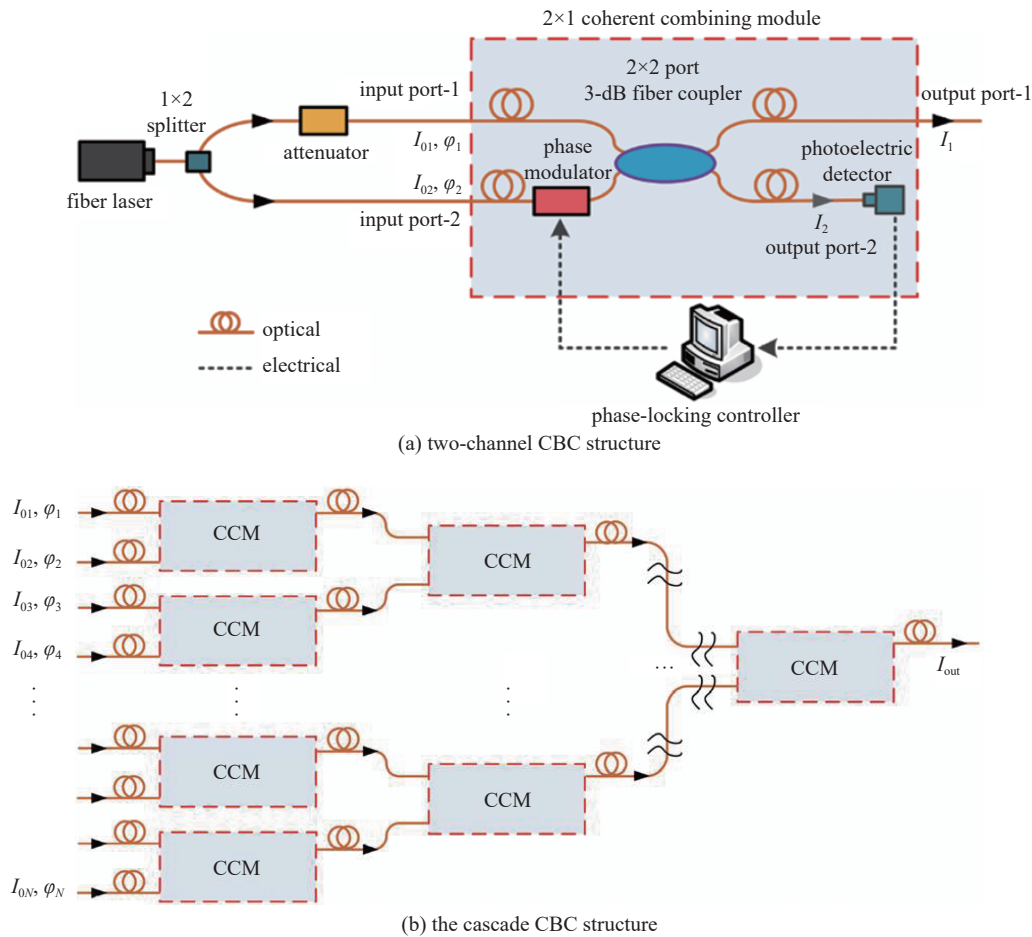 2×1 coherent combining module
1×2
splitter
input port-1
2×2 port
3-dB fiber coupler
output port-1
attenuator
I01, φ1
phase
modulator
I1
photoelectric
detector
fiber laser
I02, φ2
input port-2
I2
output port-2
optical
electrical
phase-locking controller
(a) two-channel CBC structure
I01, φ1
CCM
I02, φ2
CCM
I03, φ3
CCM
I04, φ4
...
CCM
Iout
CCM
CCM
CCM
I0N, φN
(b) the cascade CBC structure